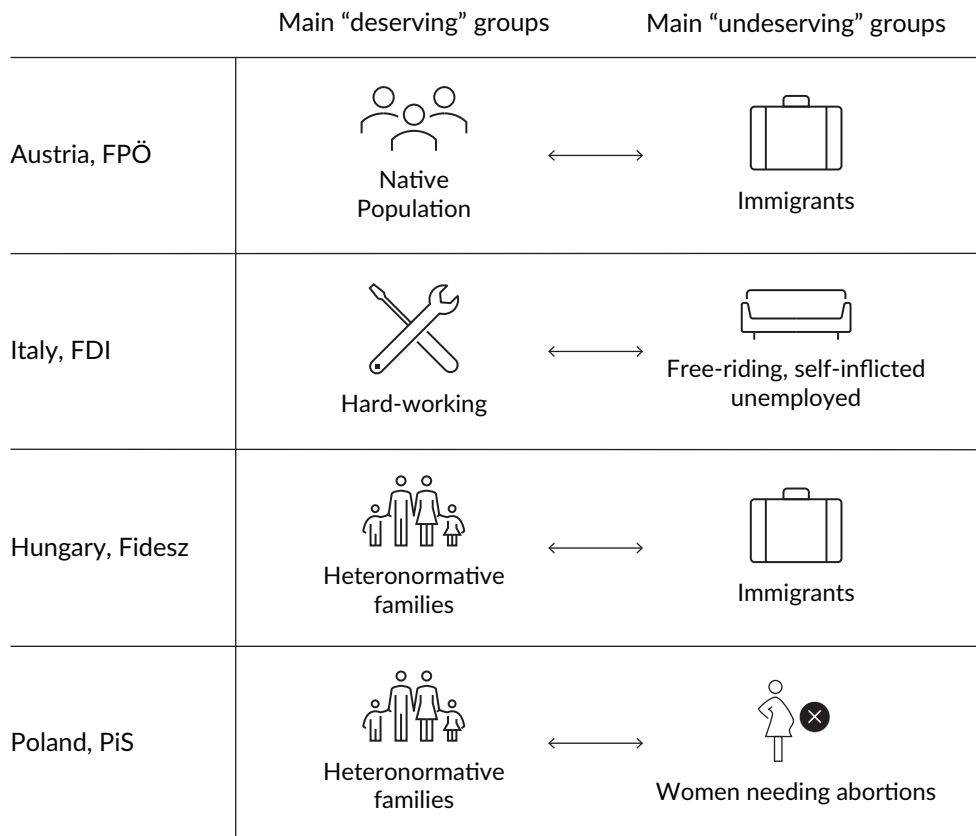 Main “deserving” groups
Main “undeserving” groups
Austria, FPÖ
Native
Population
Immigrants
Italy, FDI
Hard-working
Free-riding, self-inflicted
unemployed
Hungary, Fidesz
Heteronormative
families
Immigrants
Poland, PiS
Heteronormative
families
Women needing abortions